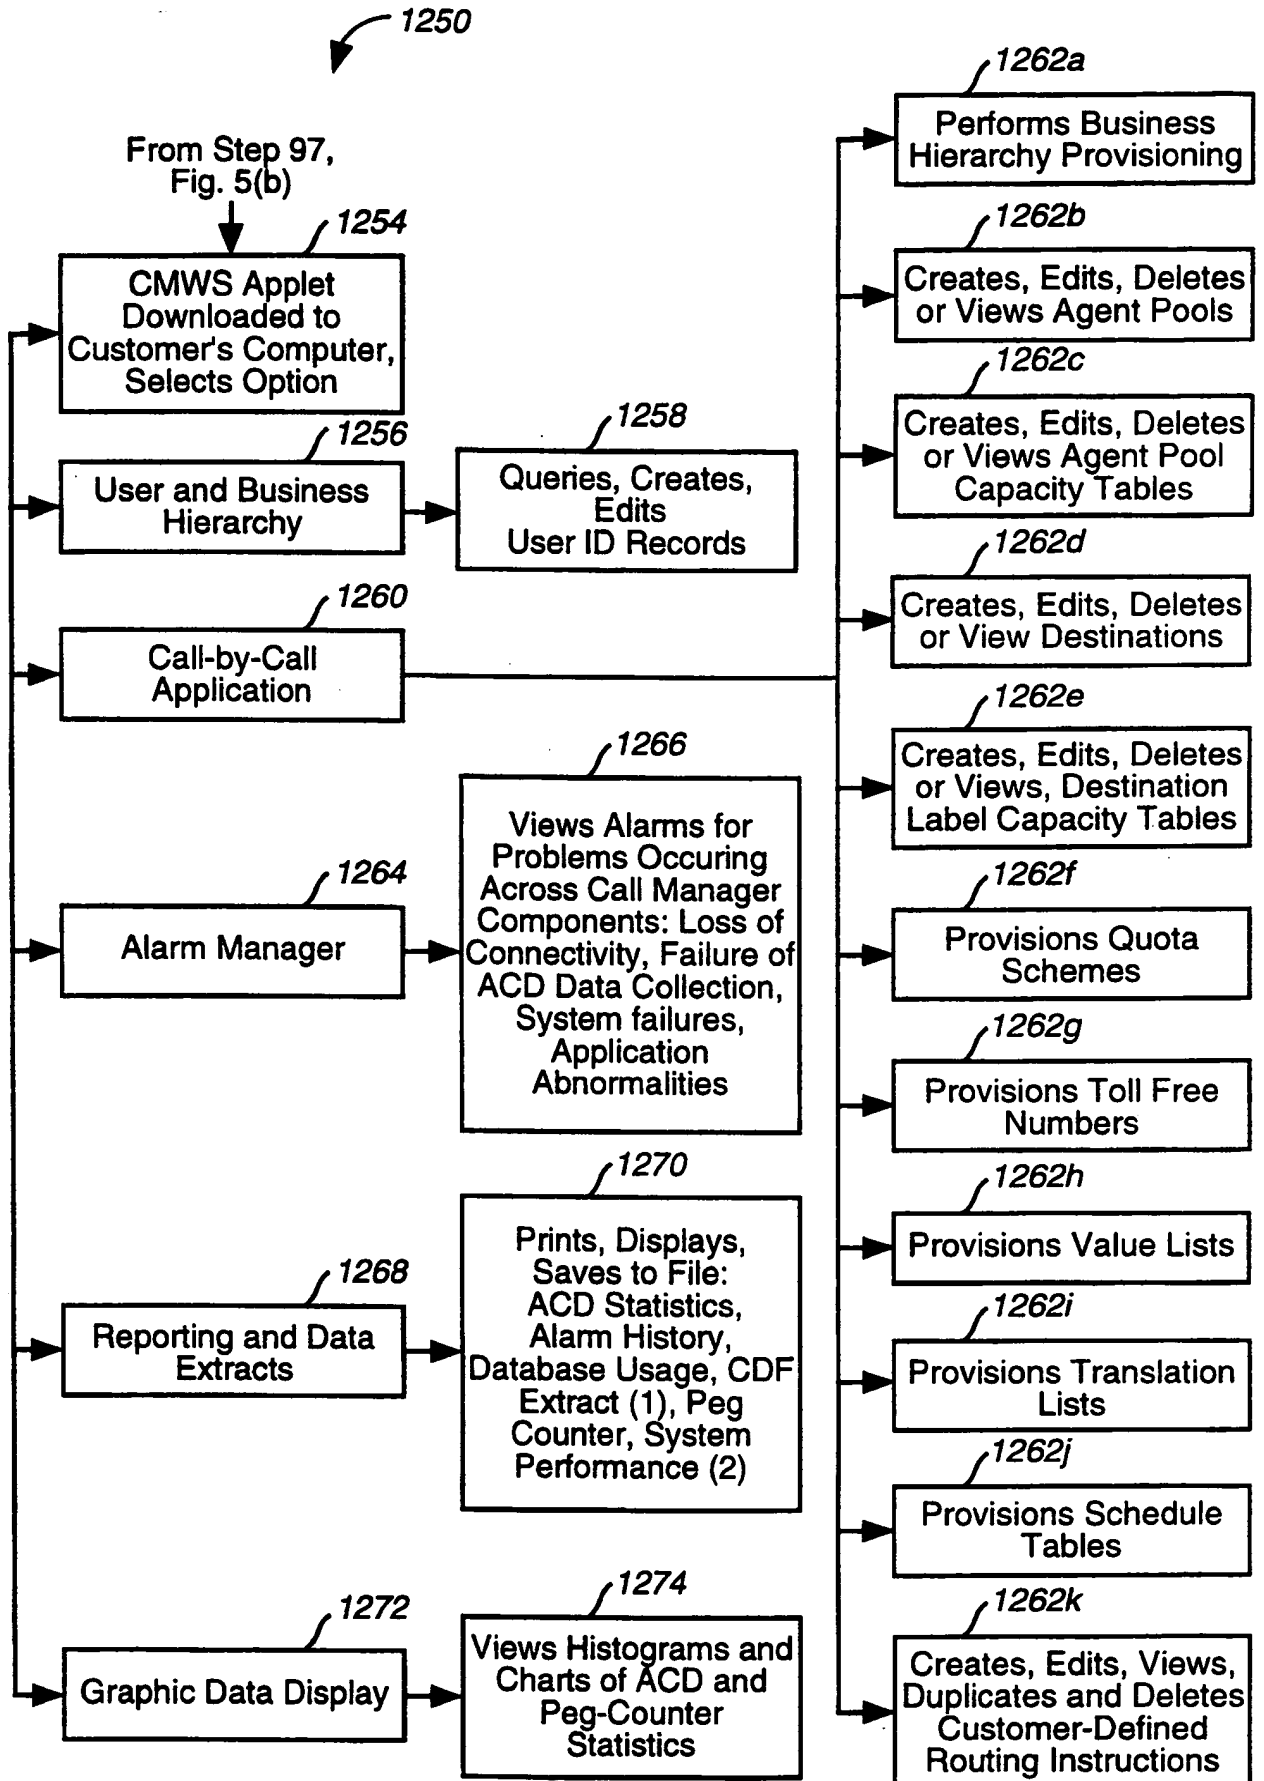 1250
From Step 97,
Fig. 5(b)
1254
CMWS Applet
Downloaded to
Customer's Computer,
Selects Option
1256
User and Business
Hierarchy
1258
Queries, Creates,
Edits
User ID Records
1260
Call-by-Call
Application
1264
Alarm Manager
1266
Views Alarms for
Problems Occuring
Across Call Manager
Components: Loss of
Connectivity, Failure of
ACD Data Collection,
System failures,
Application
Abnormalities
1268
Reporting and Data
Extracts
1270
Prints, Displays,
Saves to File:
ACD Statistics,
Alarm History,
Database Usage, CDF
Extract (1), Peg
Counter, System
Performance (2)
1272
Graphic Data Display
1274
Views Histograms and
Charts of ACD and
Peg-Counter
Statistics
1262a
Performs Business
Hierarchy Provisioning
1262b
Creates, Edits, Deletes
or Views Agent Pools
1262c
Creates, Edits, Deletes
or Views Agent Pool
Capacity Tables
1262d
Creates, Edits, Deletes
or View Destinations
1262e
Creates, Edits, Deletes
or Views, Destination
Label Capacity Tables
1262f
Provisions Quota
Schemes
1262g
Provisions Toll Free
Numbers
1262h
Provisions Value Lists
1262i
Provisions Translation
Lists
1262j
Provisions Schedule
Tables
1262k
Creates, Edits, Views,
Duplicates and Deletes
Customer-Defined
Routing Instructions